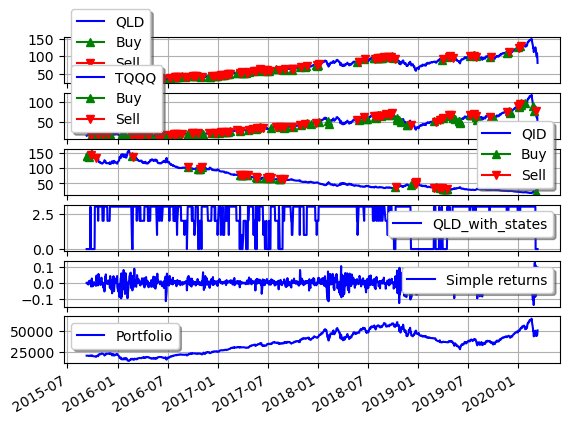 QLD
Buy
Sell
150
100
50
TQQQ
Buy
Sell
100
50
QID
Buy
Sell
150
100
50
QLD_with_states
2.5
0.0
Simple returns
0.1
0.0
−0.1
Portfolio
50000
25000
2015-07 2016-01 2016-07 2017-01 2017-07 2018-01 2018-07 2019-01 2019-07 2020-01